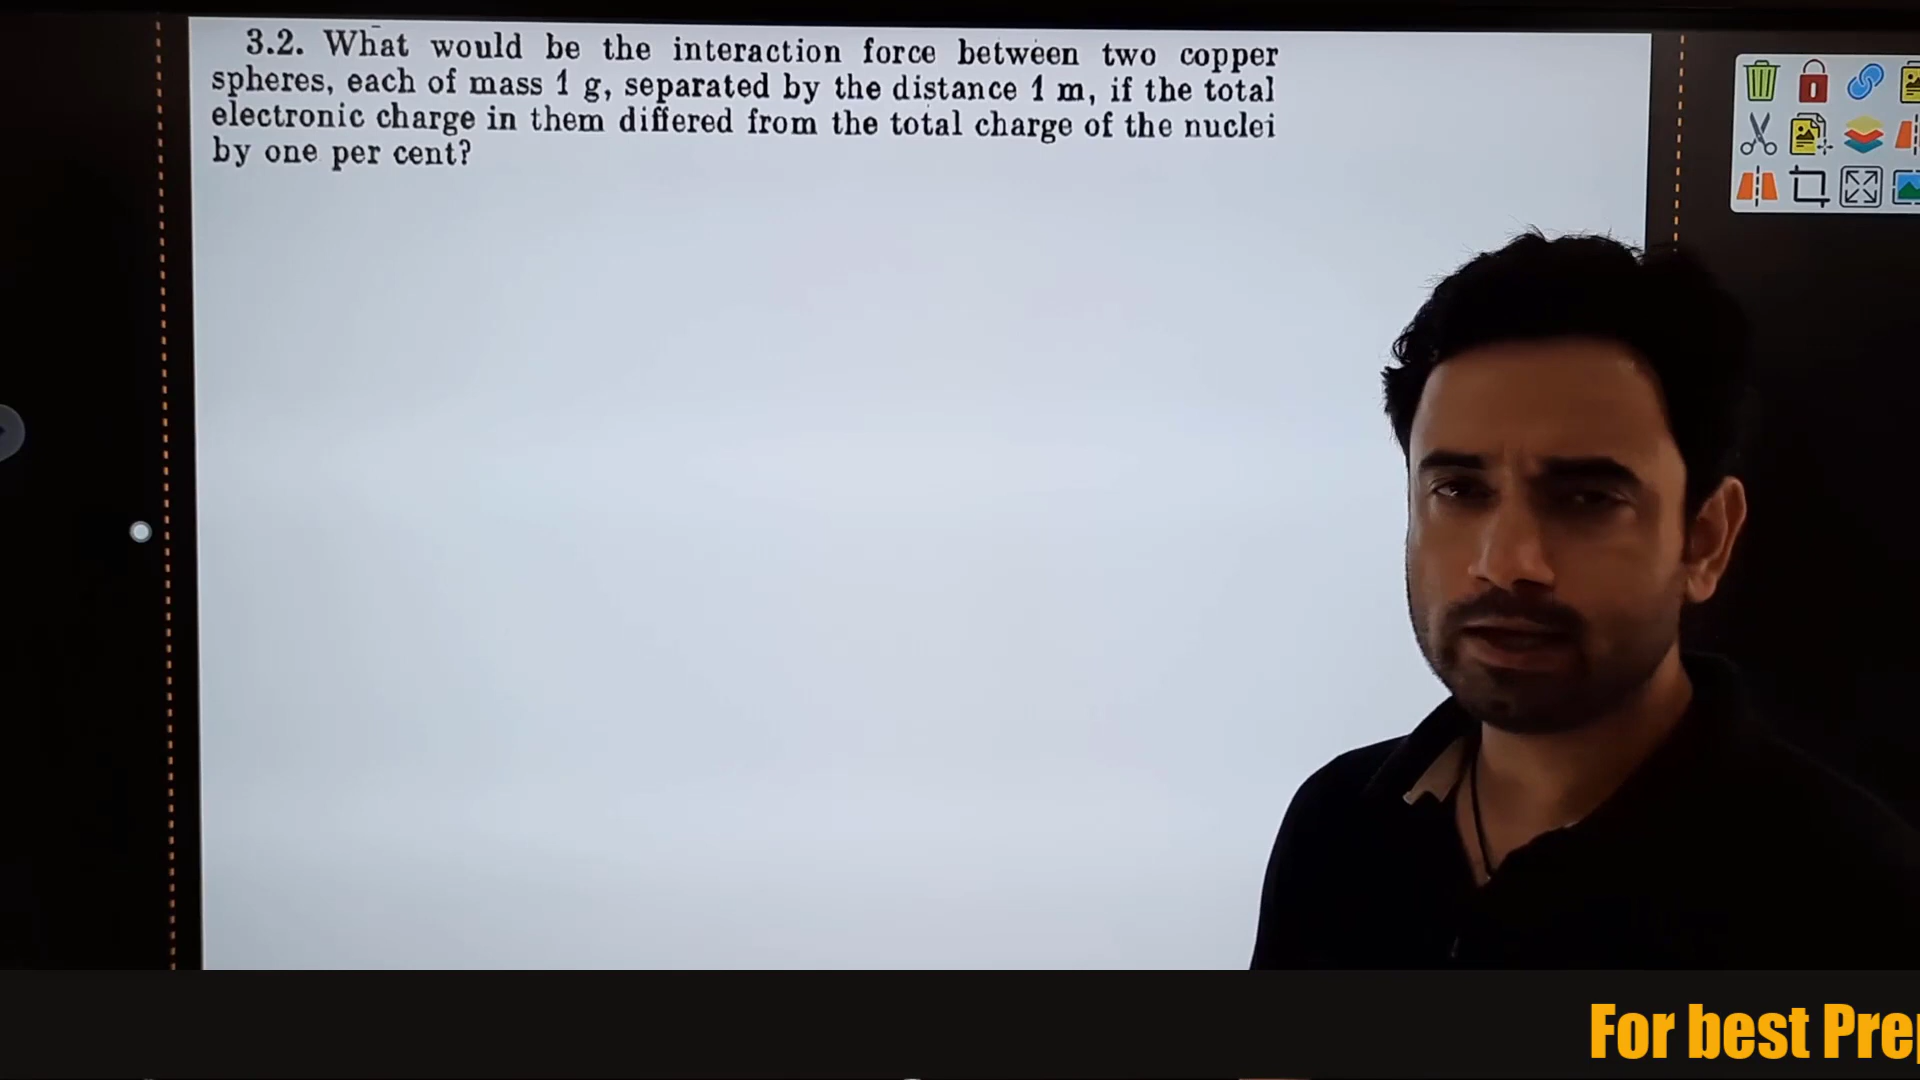 3.2. What would be the interaction force between two copper
spheres, each of mass 1 g, separated by the distance 1 m, if the total
electronic charge in them differed from the total charge of the nuclei
by one per cent?
For best Prep